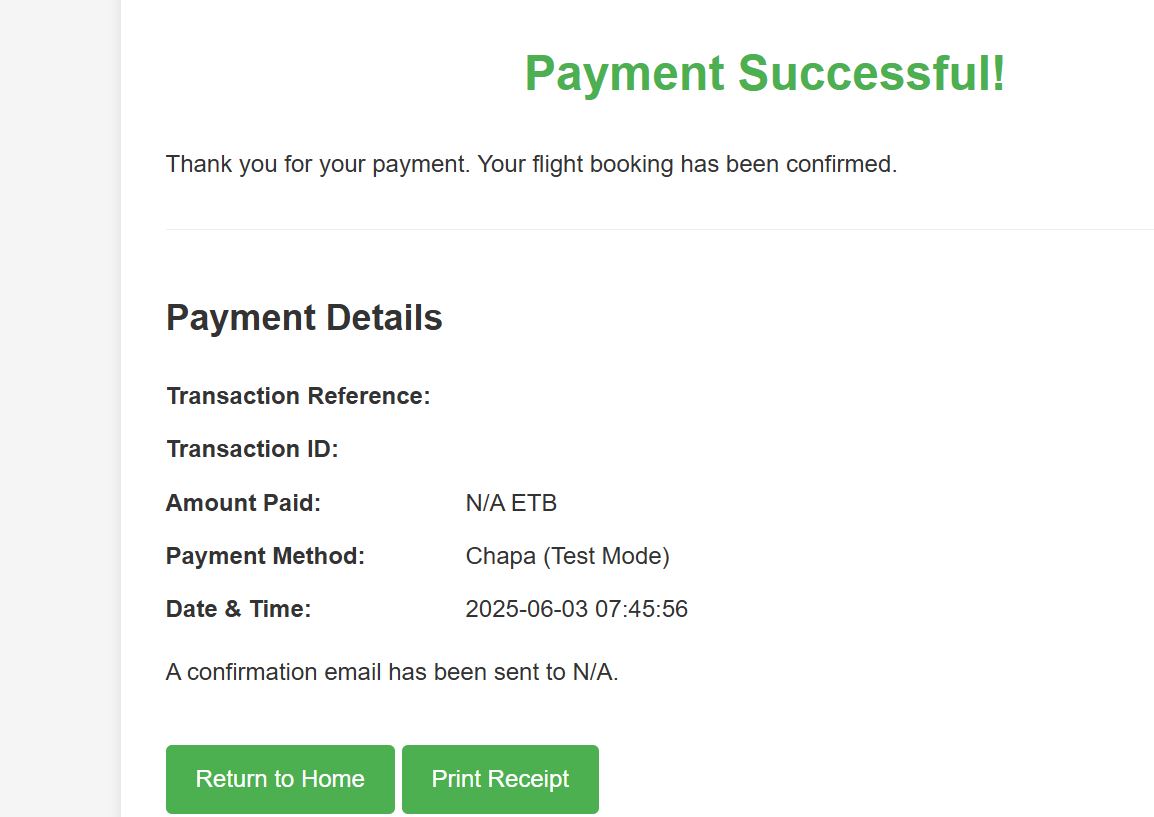 Payment Successful!
Thank you for your payment. Your flight booking has been confirmed.
Payment Details
Transaction Reference:
Transaction ID:
Amount Paid: N/A ETB
Payment Method: Chapa (Test Mode)
Date & Time: 2025-06-03 07:45:56
A confirmation email has been sent to N/A.
Return to Home Print Receipt